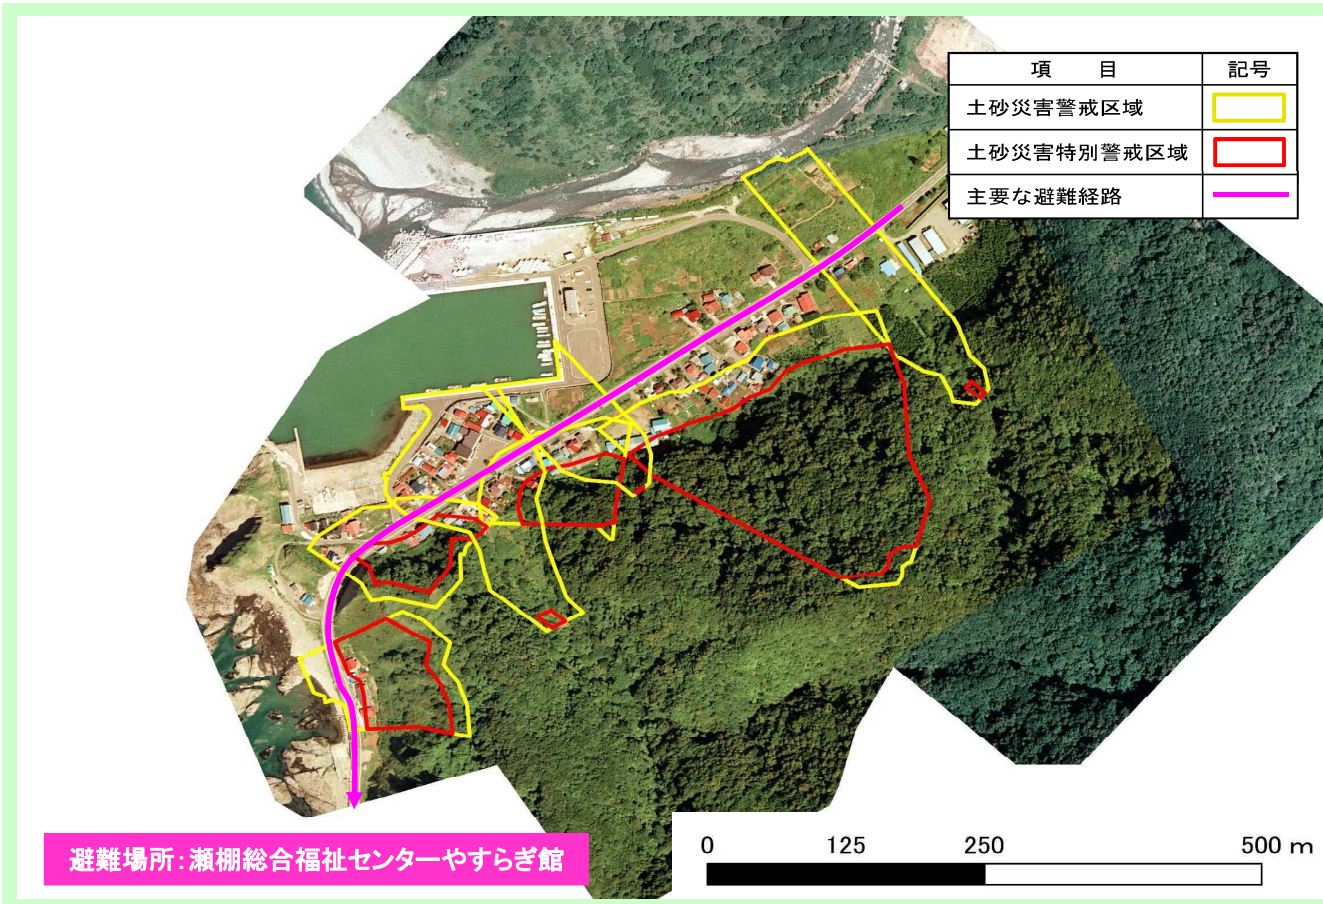 項　　目　記号
土砂災害警戒区域
土砂災害特別警戒区域
主要な避難経路
避難場所:瀬棚総合福祉センターやすらぎ館
0 125 250 500 m